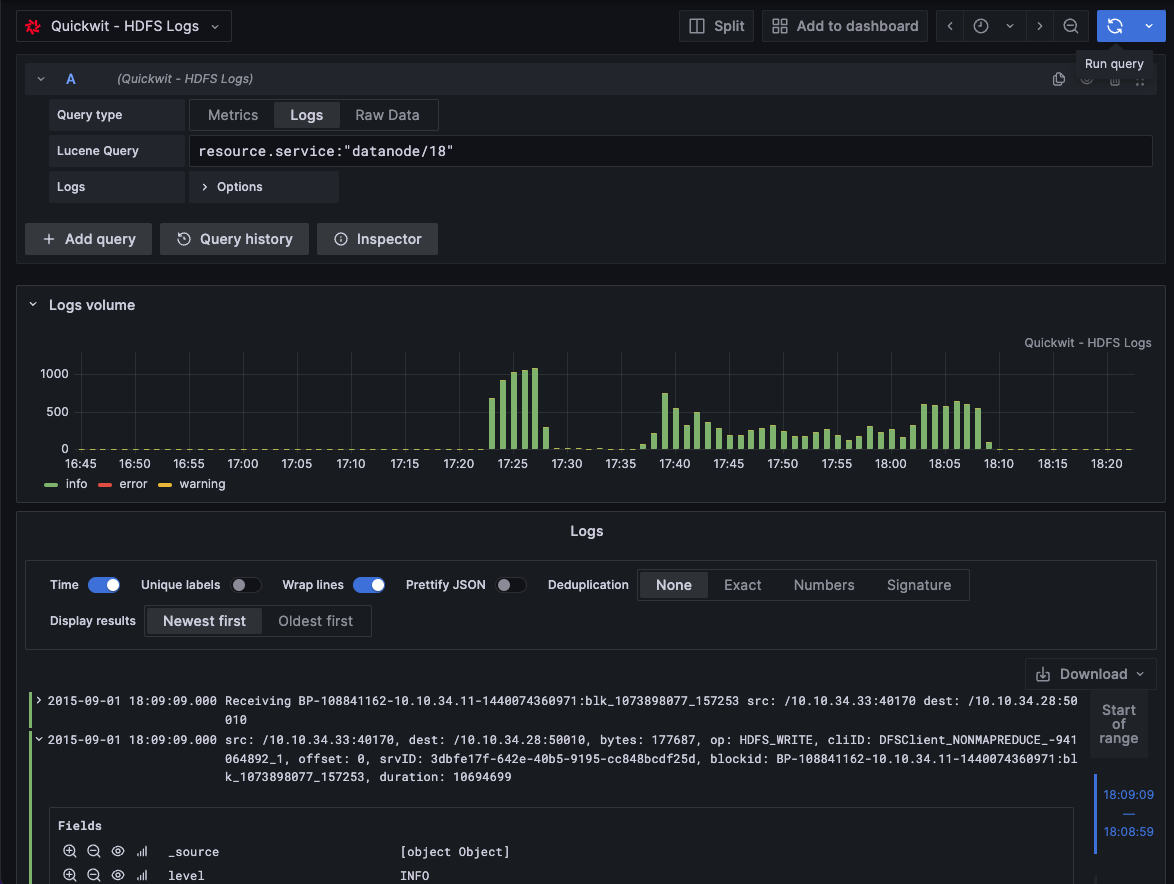 Quickwit - HDFS Logs
Split
Add to dashboard
Run query
A
(Quickwit - HDFS Logs)
Query type
Metrics
Logs
Raw Data
Lucene Query
resource.service:"datanode/18"
Logs
Options
Add query
Query history
Inspector
Logs volume
Quickwit - HDFS Logs
1000
500
0
16:45 16:50 16:55 17:00 17:05 17:10 17:15 17:20 17:25 17:30 17:35 17:40 17:45 17:50 17:55 18:00 18:05 18:10 18:15 18:20
info error warning
Logs
Time
Unique labels
Wrap lines
Prettify JSON
Deduplication
None
Exact
Numbers
Signature
Display results
Newest first
Oldest first
Download
2015-09-01 18:09:09.000 Receiving BP-108841162-10.10.34.11-1440074360971:blk_1073898077_157253 src: /10.10.34.33:40170 dest: /10.10.34.28:50
010
2015-09-01 18:09:09.000 src: /10.10.34.33:40170, dest: /10.10.34.28:50010, bytes: 177687, op: HDFS_WRITE, cliID: DFSClient_NONMAPREDUCE_-941
064892_1, offset: 0, srvID: 3dbfe17f-642e-40b5-9195-cc848bcdf25d, blockid: BP-108841162-10.10.34.11-1440074360971:bl
k_1073898077_157253, duration: 10694699
Start
of
range
18:09:09
—
18:08:59
Fields
_source
[object Object]
level
INFO